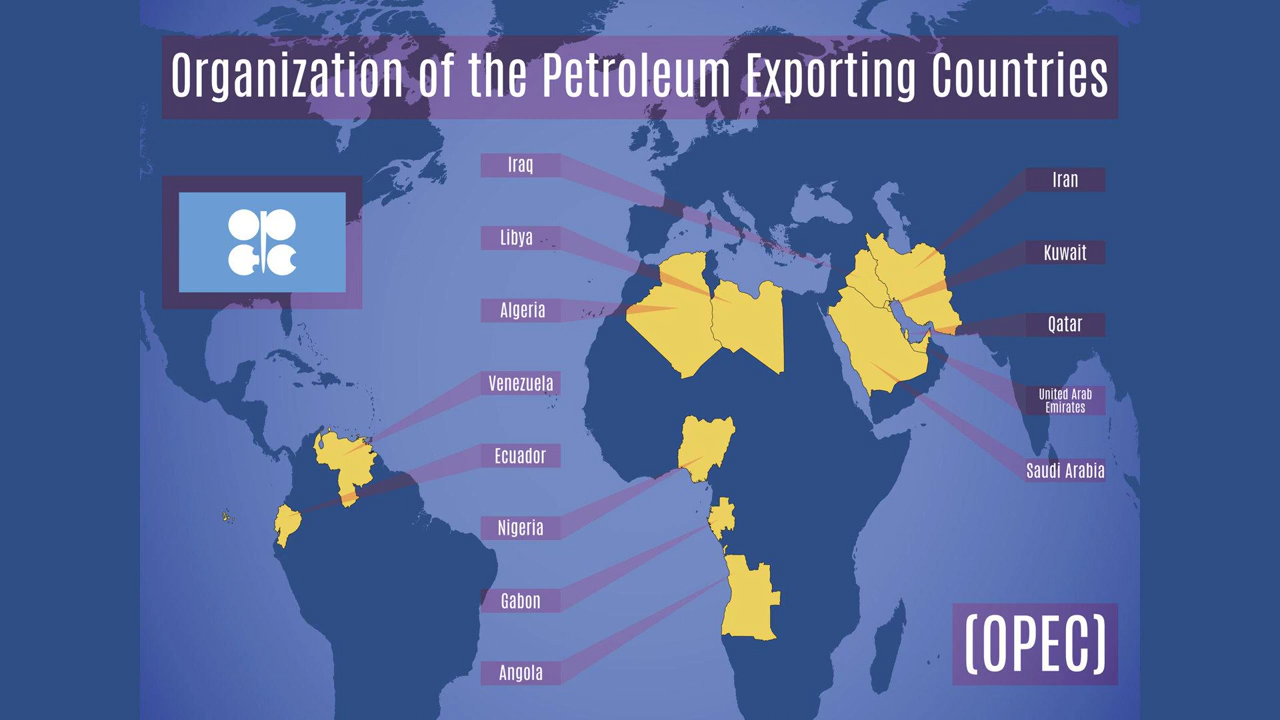 Organization of the Petroleum Exporting Countries
Iraq
Libya
Algeria
Venezuela
Ecuador
Nigeria
Gabon
Angola
Iran
Kuwait
Qatar
United Arab
Emirates
Saudi Arabia
(OPEC)